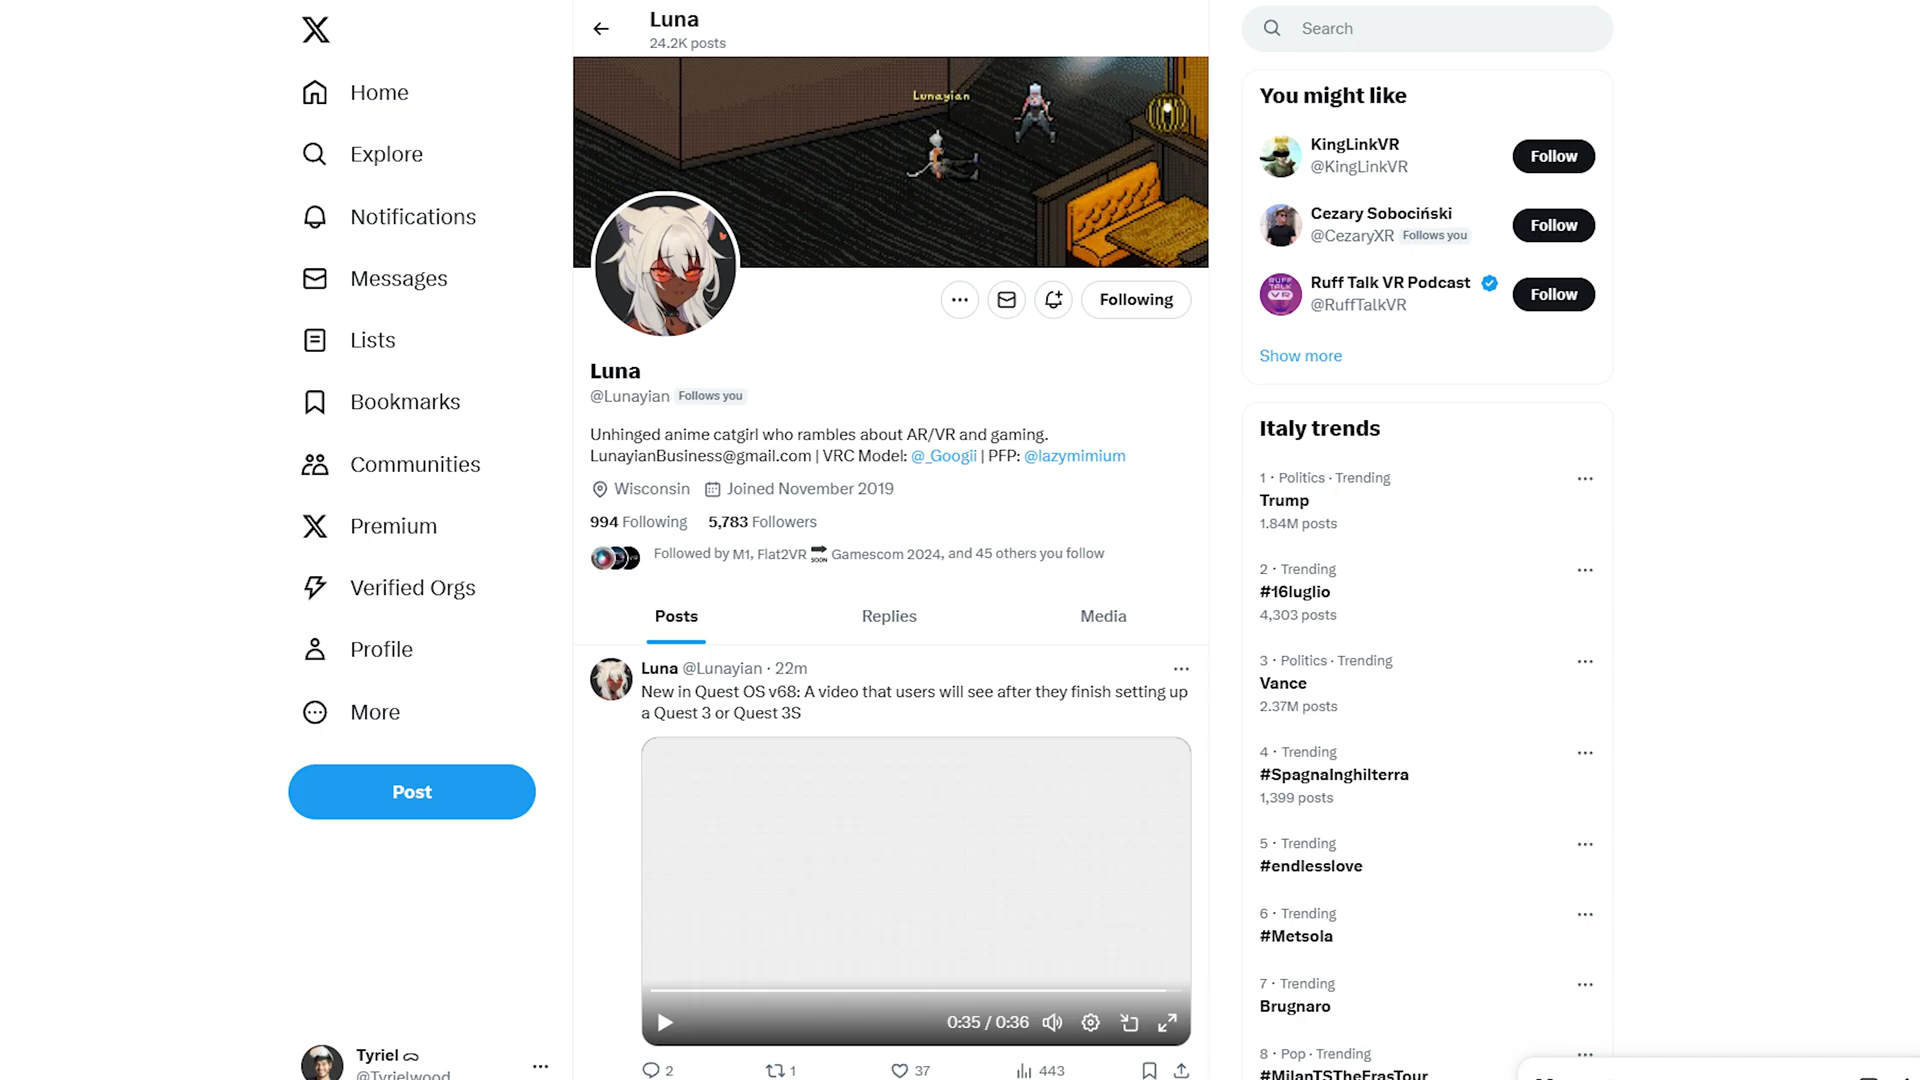 Home
Explore
Notifications
Messages
Lists
Bookmarks
Communities
Premium
Verified Orgs
Profile
More
Post
Tyriel
@Tyrielwood
Luna
24.2K posts
Lunayian
Following
Luna
@Lunayian Follows you
Unhinged anime catgirl who rambles about AR/VR and gaming.
LunayianBusiness@gmail.com | VRC Model: @_Googii | PFP: @lazymimium
Wisconsin Joined November 2019
994 Following 5,783 Followers
Followed by M1, Flat2VR SOON Gamescom 2024, and 45 others you follow
Posts Replies Media
Luna @Lunayian · 22m
New in Quest OS v68: A video that users will see after they finish setting up
a Quest 3 or Quest 3S
0:35 / 0:36
2 1 37 443
Search
You might like
KingLinkVR
@KingLinkVR
Follow
Cezary Sobociński
@CezaryXR Follows you
Follow
RUFF
TALK
VR
Ruff Talk VR Podcast
@RuffTalkVR
Follow
Show more
Italy trends
1 · Politics · Trending
Trump
1.84M posts
2 · Trending
#16luglio
4,303 posts
3 · Politics · Trending
Vance
2.37M posts
4 · Trending
#SpagnaInghilterra
1,399 posts
5 · Trending
#endlesslove
6 · Trending
#Metsola
7 · Trending
Brugnaro
8 · Pop · Trending
#MilanTSTheErasTour